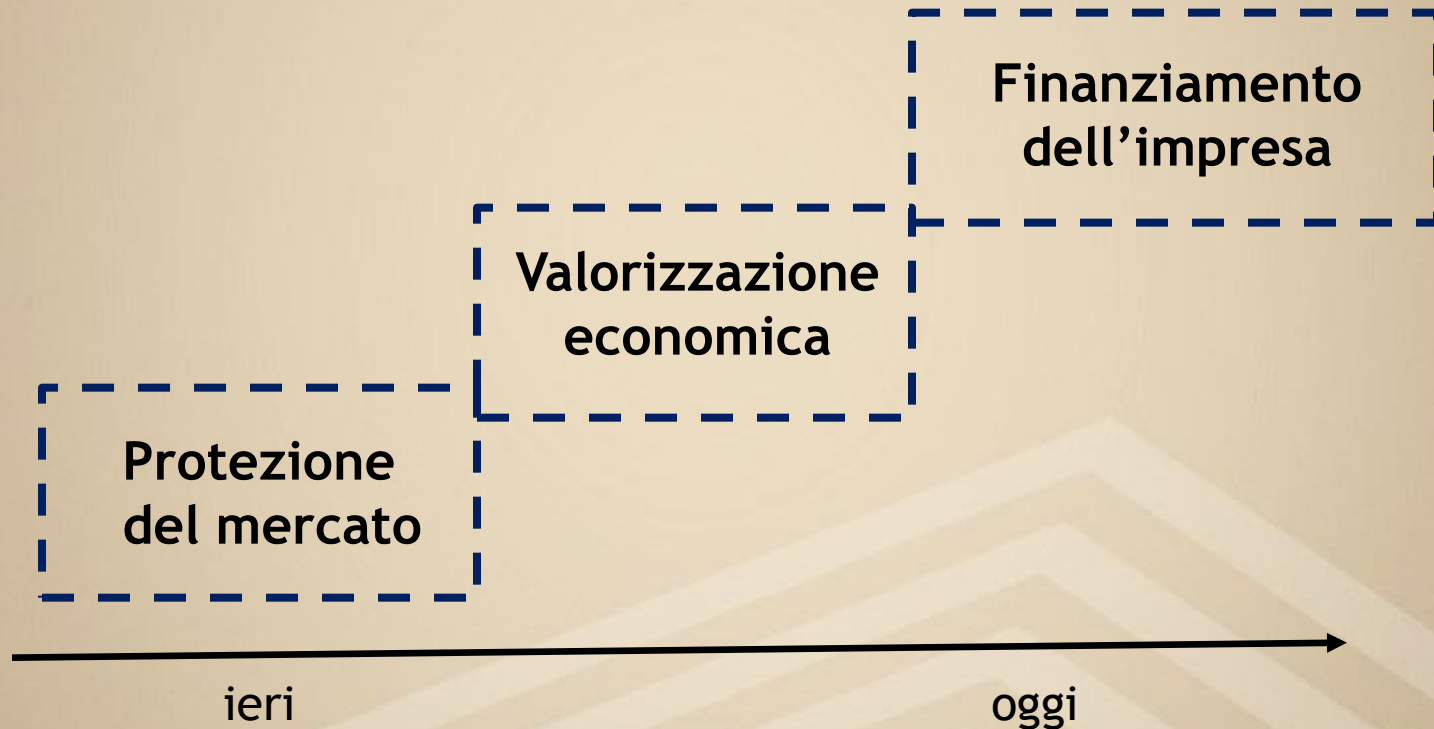 Finanziamento
dell’impresa
Valorizzazione
economica
Protezione
del mercato
ieri
oggi